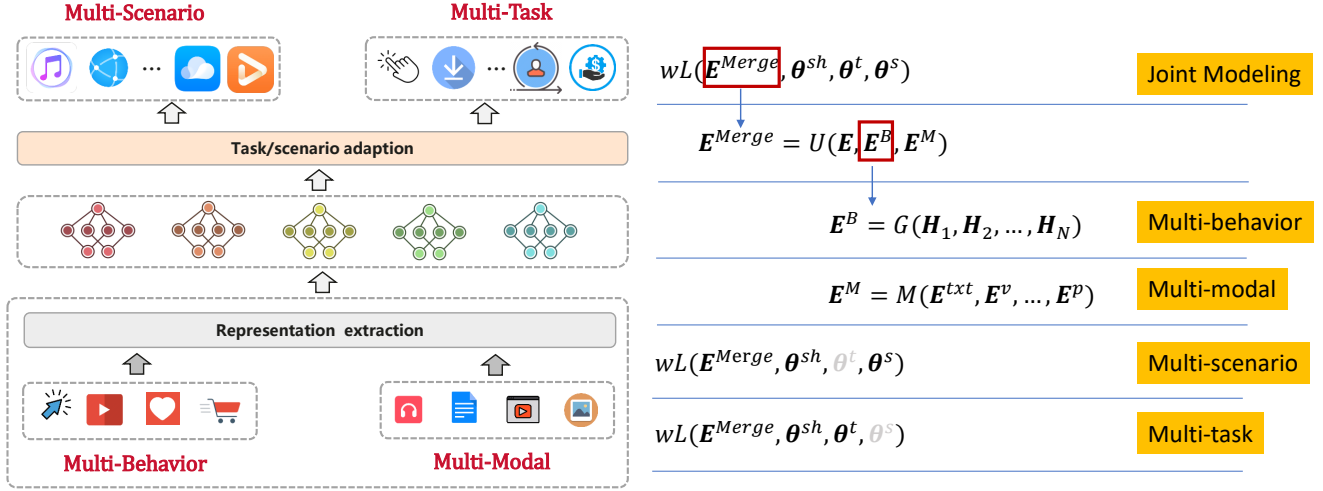 Multi-Scenario
Multi-Task
...
...
Task/scenario adaption
Representation extraction
Multi-Behavior
Multi-Modal
wL(E^{Merge}, θ^{sh}, θ^{t}, θ^{s})
Joint Modeling
E^{Merge} = U(E, E^{B}, E^{M})
E^{B} = G(H_1, H_2, ..., H_N)
Multi-behavior
E^{M} = M(E^{txt}, E^{v}, ..., E^{p})
Multi-modal
wL(E^{Merge}, θ^{sh}, θ^{t}, θ^{s})
Multi-scenario
wL(E^{Merge}, θ^{sh}, θ^{t}, θ^{s})
Multi-task